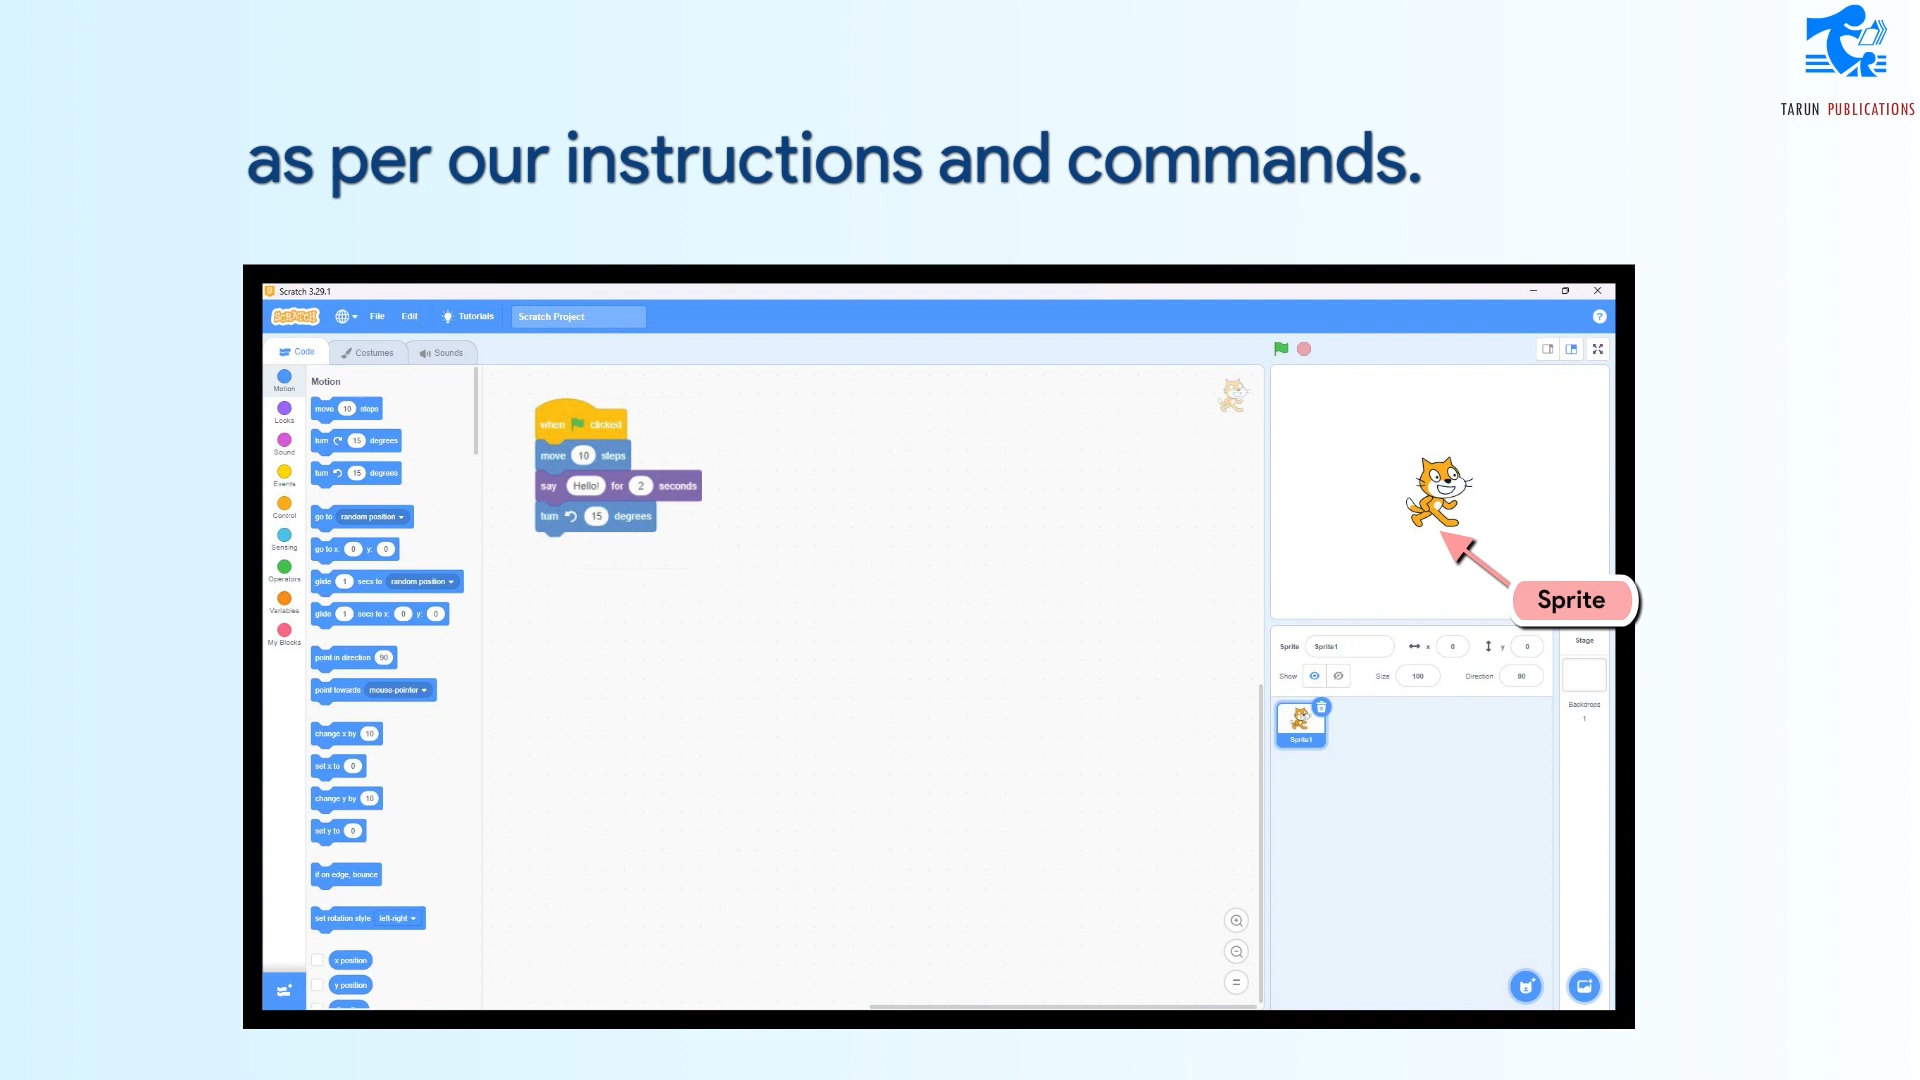 TARUN PUBLICATIONS
as per our instructions and commands.
Scratch 3.29.1
SCRATCH File Edit Tutorials Scratch Project ?
Code Costumes Sounds
Motion
Looks
Sound
Events
Control
Sensing
Operators
Variables
My Blocks
Motion
move 10 steps
turn 15 degrees
turn 15 degrees
go to random position
go to x: 0 y: 0
glide 1 secs to random position
glide 1 secs to x: 0 y: 0
point in direction 90
point towards mouse-pointer
change x by 10
set x to 0
change y by 10
set y to 0
if on edge, bounce
set rotation style left-right
x position
y position
when clicked
move 10 steps
say Hello! for 2 seconds
turn 15 degrees
Sprite
Sprite Sprite1 x 0 y 0
Show Size 100 Direction 90
Sprite1
Stage
Backdrops
1